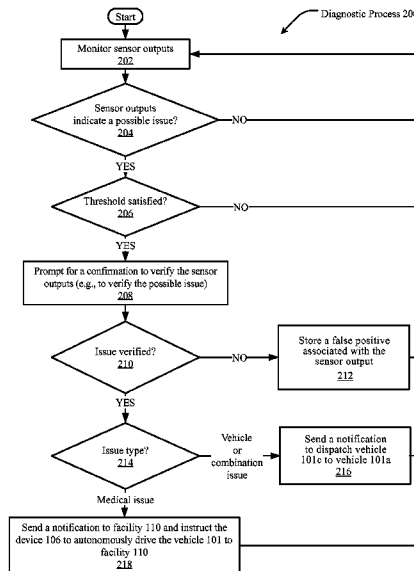 Start
Diagnostic Process 20
Monitor sensor outputs
202
Sensor outputs
indicate a possible issue?
204
NO
YES
Threshold satisfied?
206
NO
YES
Prompt for a confirmation to verify the sensor
outputs (e.g., to verify the possible issue)
208
Issue verified?
210
NO
Store a false positive
associated with the
sensor output
212
YES
Issue type?
214
Vehicle
or
combination
issue
Send a notification
to dispatch vehicle
101c to vehicle 101a
216
Medical issue
Send a notification to facility 110 and instruct the
device 106 to autonomously drive the vehicle 101 to
facility 110
218